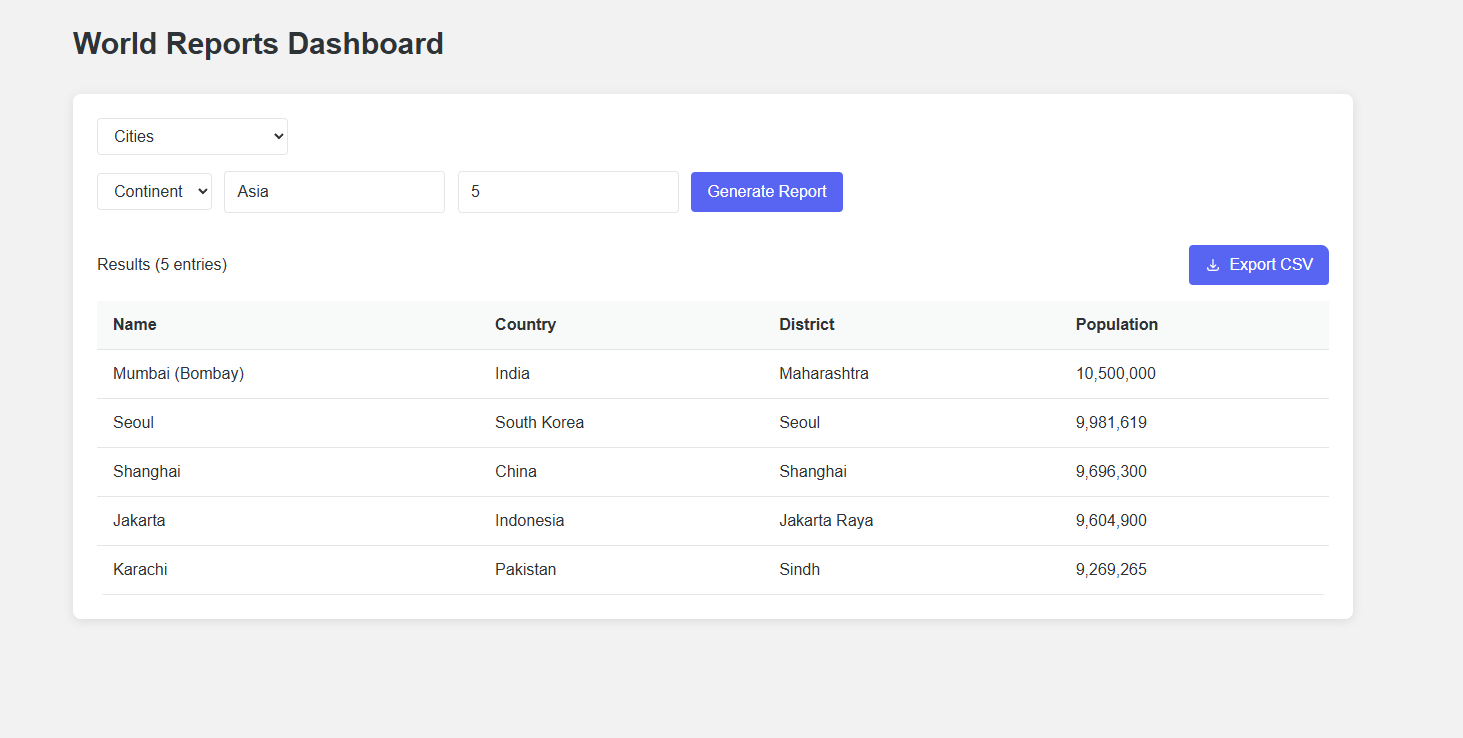 World Reports Dashboard
Cities
Continent Asia 5 Generate Report
Results (5 entries) Export CSV
Name Country District Population
Mumbai (Bombay) India Maharashtra 10,500,000
Seoul South Korea Seoul 9,981,619
Shanghai China Shanghai 9,696,300
Jakarta Indonesia Jakarta Raya 9,604,900
Karachi Pakistan Sindh 9,269,265